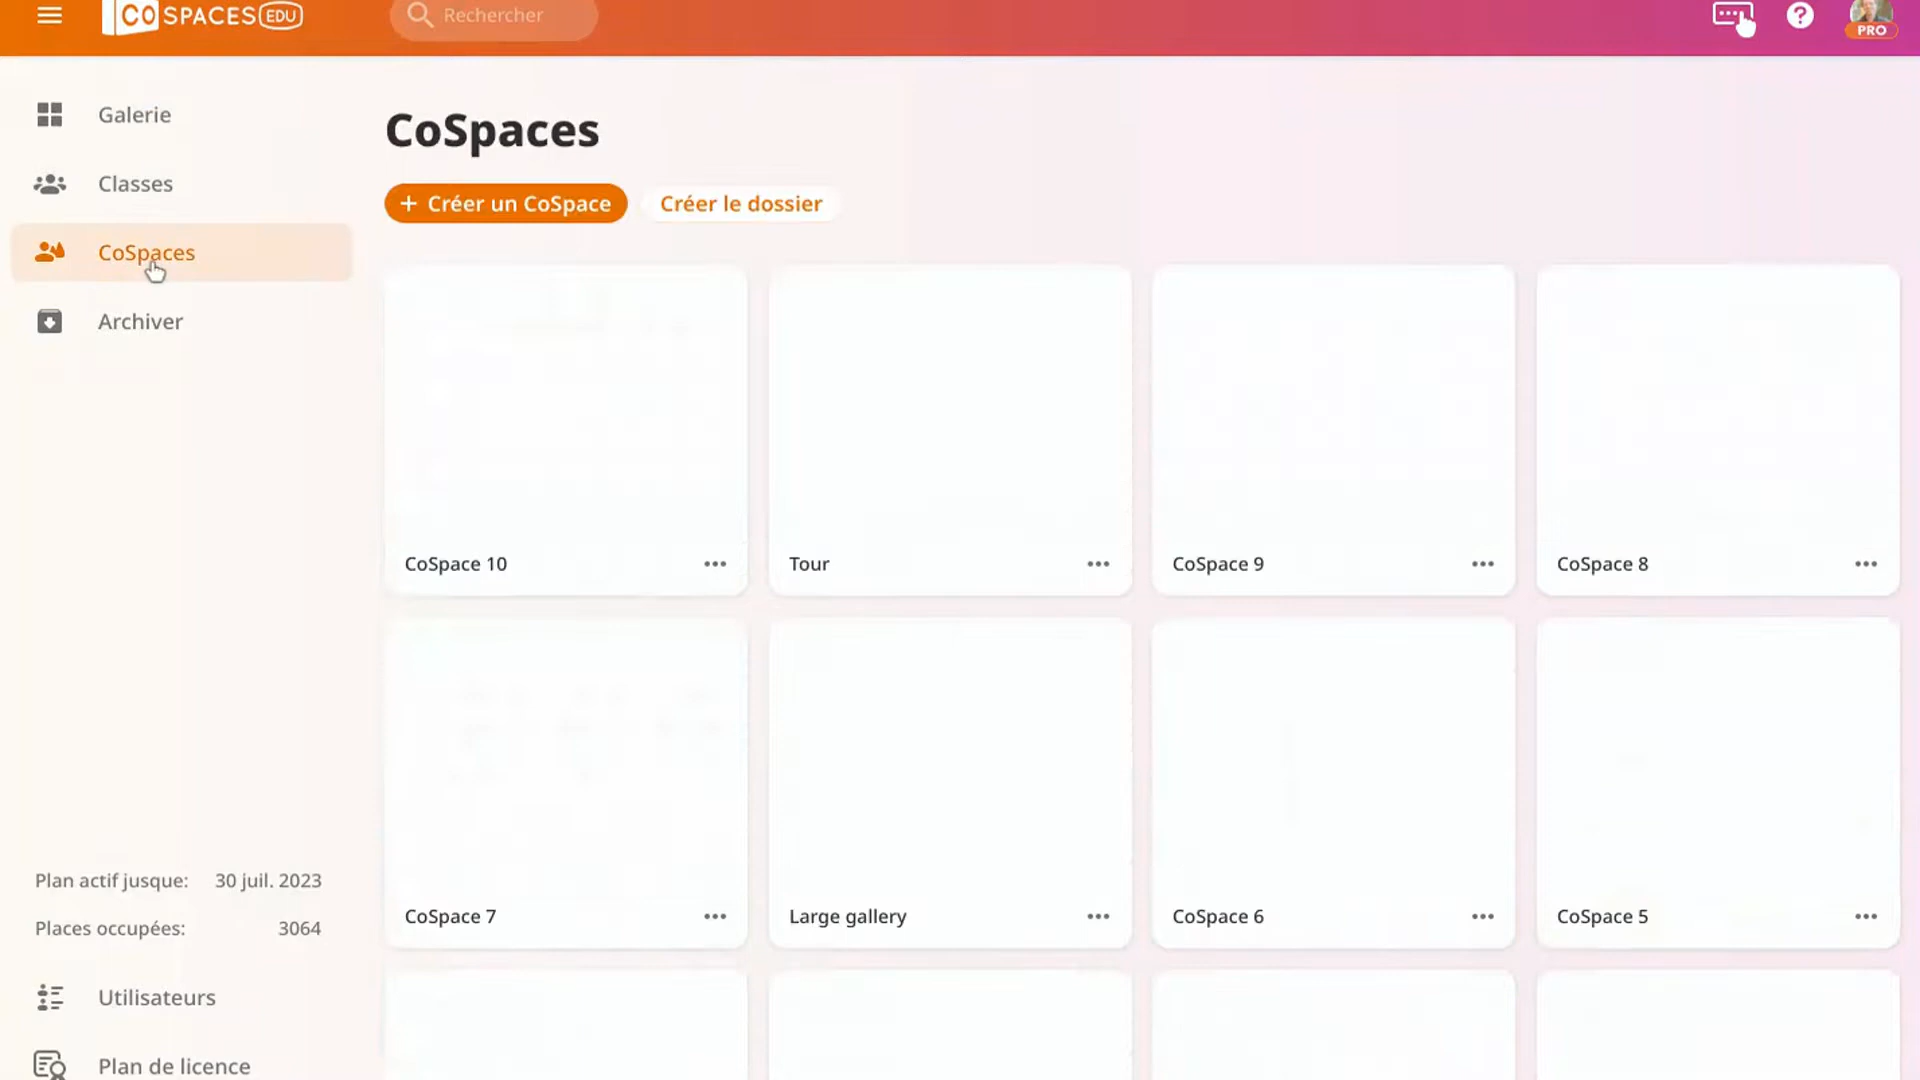 COSPACES EDU
Rechercher
PRO
Galerie
Classes
CoSpaces
Archiver
CoSpaces
+ Créer un CoSpace
Créer le dossier
CoSpace 10
Tour
CoSpace 9
CoSpace 8
CoSpace 7
Large gallery
CoSpace 6
CoSpace 5
Plan actif jusque: 30 juil. 2023
Places occupées: 3064
Utilisateurs
Plan de licence